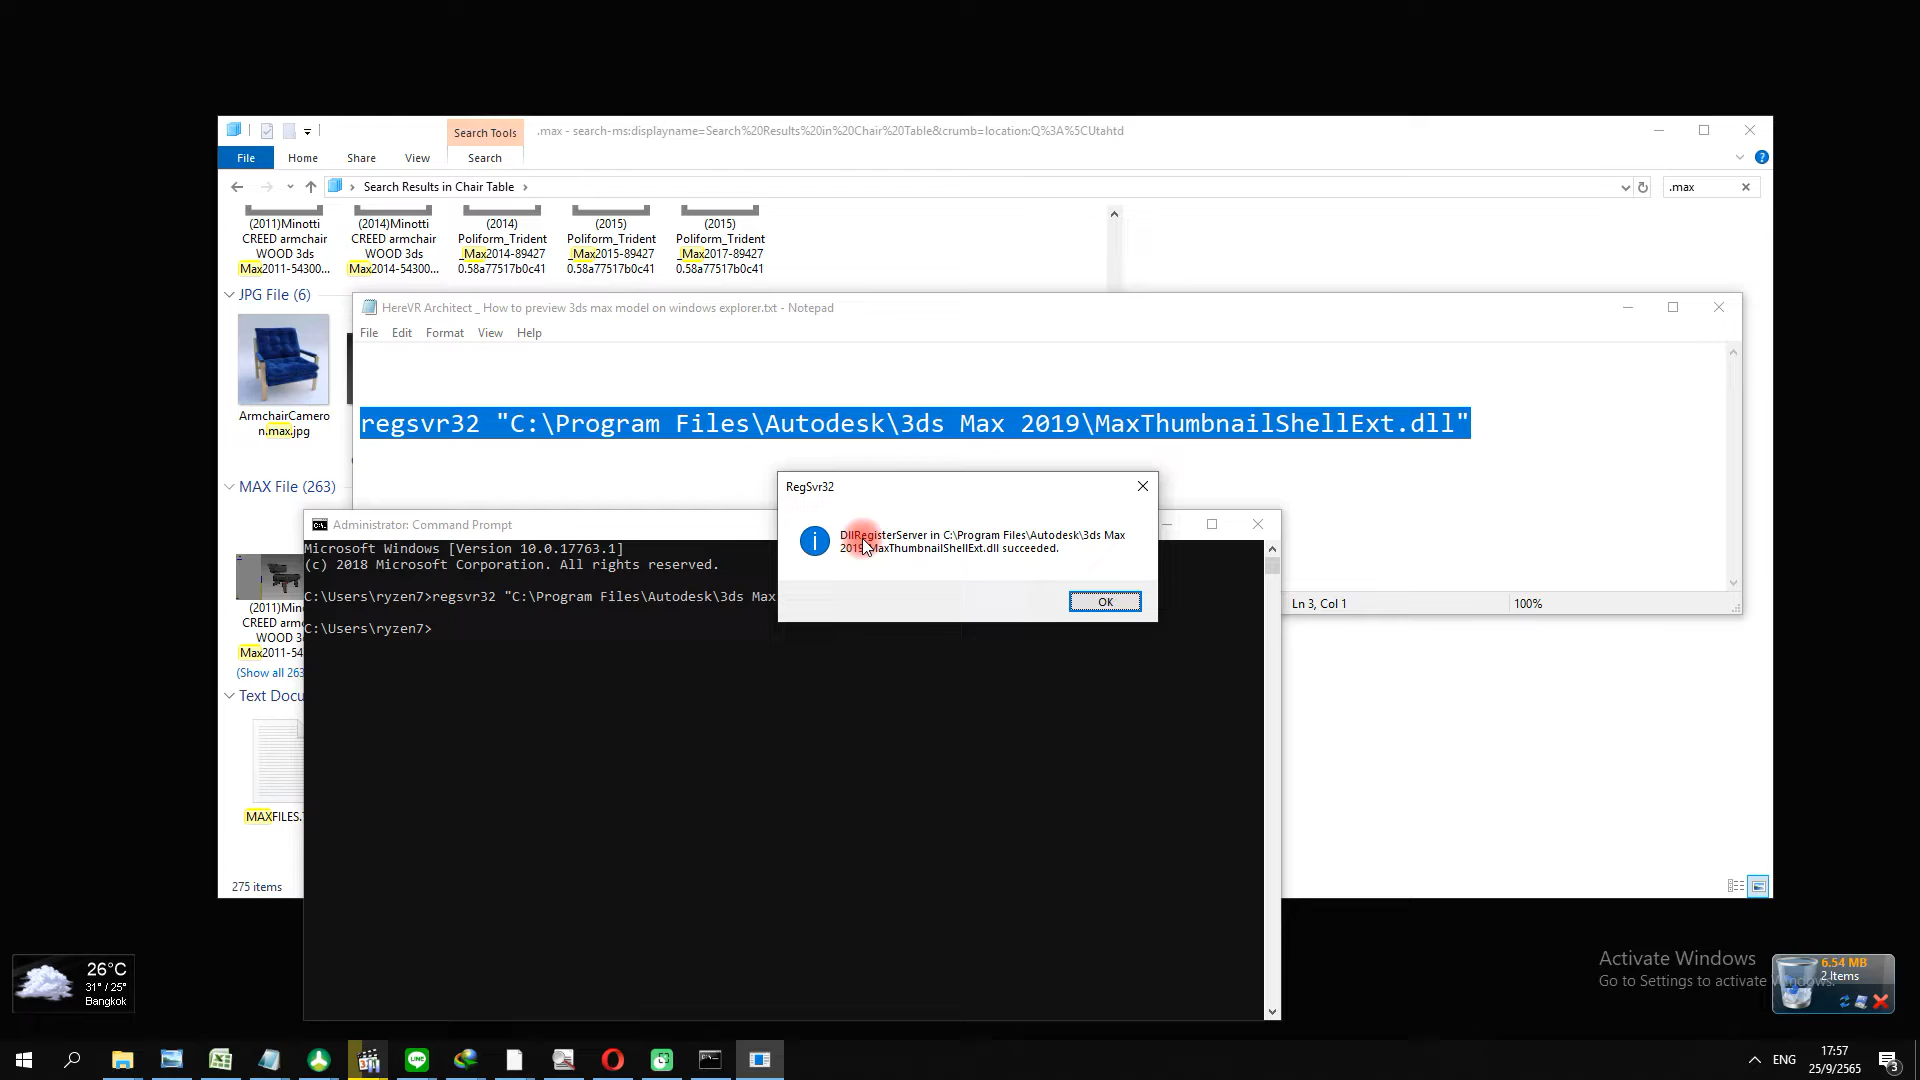 Search Tools
.max - search-ms:displayname=Search%20Results%20in%20Chair%20Table&crumb=location:Q%3A%5CUtahtd
File
Home
Share
View
Search
Search Results in Chair Table
.max
(2011)Minotti
CREED armchair
WOOD 3ds
Max2011-54300...
(2014)Minotti
CREED armchair
WOOD 3ds
Max2014-54300...
(2014)
Poliform_Trident
_Max2014-89427
0.58a77517b0c41
(2015)
Poliform_Trident
_Max2015-89427
0.58a77517b0c41
(2015)
Poliform_Trident
_Max2017-89427
0.58a77517b0c41
JPG File (6)
ArmchairCamero
n.max.jpg
MAX File (263)
(2011)Min
CREED arma
WOOD 3
Max2011-54
(Show all 263
Text Docu
MAXFILES.
275 items
HereVR Architect _ How to preview 3ds max model on windows explorer.txt - Notepad
File
Edit
Format
View
Help
regsvr32 "C:\Program Files\Autodesk\3ds Max 2019\MaxThumbnailShellExt.dll"
Ln 3, Col 1
100%
Administrator: Command Prompt
Microsoft Windows [Version 10.0.17763.1]
(c) 2018 Microsoft Corporation. All rights reserved.
C:\Users\ryzen7>regsvr32 "C:\Program Files\Autodesk\3ds Max
C:\Users\ryzen7>
RegSvr32
DllRegisterServer in C:\Program Files\Autodesk\3ds Max
2019\MaxThumbnailShellExt.dll succeeded.
OK
26°C
31° / 25°
Bangkok
Activate Windows
Go to Settings to activate Windows.
6.54 MB
2 Items
ENG
17:57
25/9/2565
3